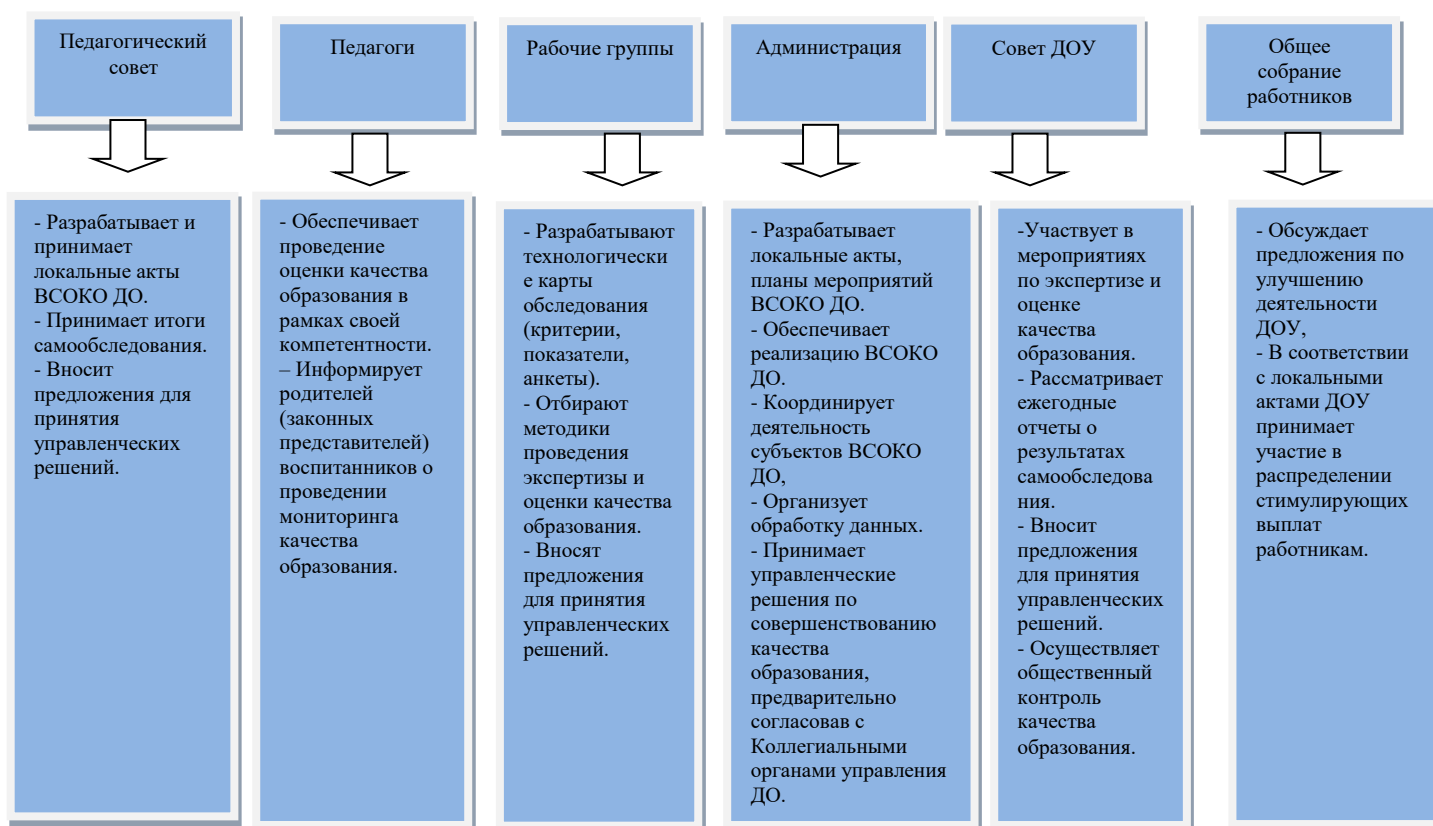 Педагогический
совет
Педагоги
Рабочие группы
Администрация
Совет ДОУ
Общее
собрание
работников
- Разрабатывает и
принимает
локальные акты
ВСОКО ДО.
- Принимает итоги
самообследования.
- Вносит
предложения для
принятия
управленческих
решений.
- Обеспечивает
проведение
оценки качества
образования в
рамках своей
компетентности.
– Информирует
родителей
(законных
представителей)
воспитанников о
проведении
мониторинга
качества
образования.
- Разрабатывают
технологически
е карты
обследования
(критерии,
показатели,
анкеты).
- Отбирают
методики
проведения
экспертизы и
оценки качества
образования.
- Вносят
предложения
для принятия
управленческих
решений.
- Разрабатывает
локальные акты,
планы мероприятий
ВСОКО ДО.
- Обеспечивает
реализацию ВСОКО
ДО.
- Координирует
деятельность
субъектов ВСОКО
ДО,
- Организует
обработку данных.
- Принимает
управленческие
решения по
совершенствованию
качества
образования,
предварительно
согласовав с
Коллегиальными
органами управления
ДО.
-Участвует в
мероприятиях
по экспертизе и
оценке
качества
образования.
- Рассматривает
ежегодные
отчеты о
результатах
самообследова
ния.
- Вносит
предложения
для принятия
управленческих
решений.
- Осуществляет
общественный
контроль
качества
образования.
- Обсуждает
предложения по
улучшению
деятельности
ДОУ,
- В соответствии
с локальными
актами ДОУ
принимает
участие в
распределении
стимулирующих
выплат
работникам.